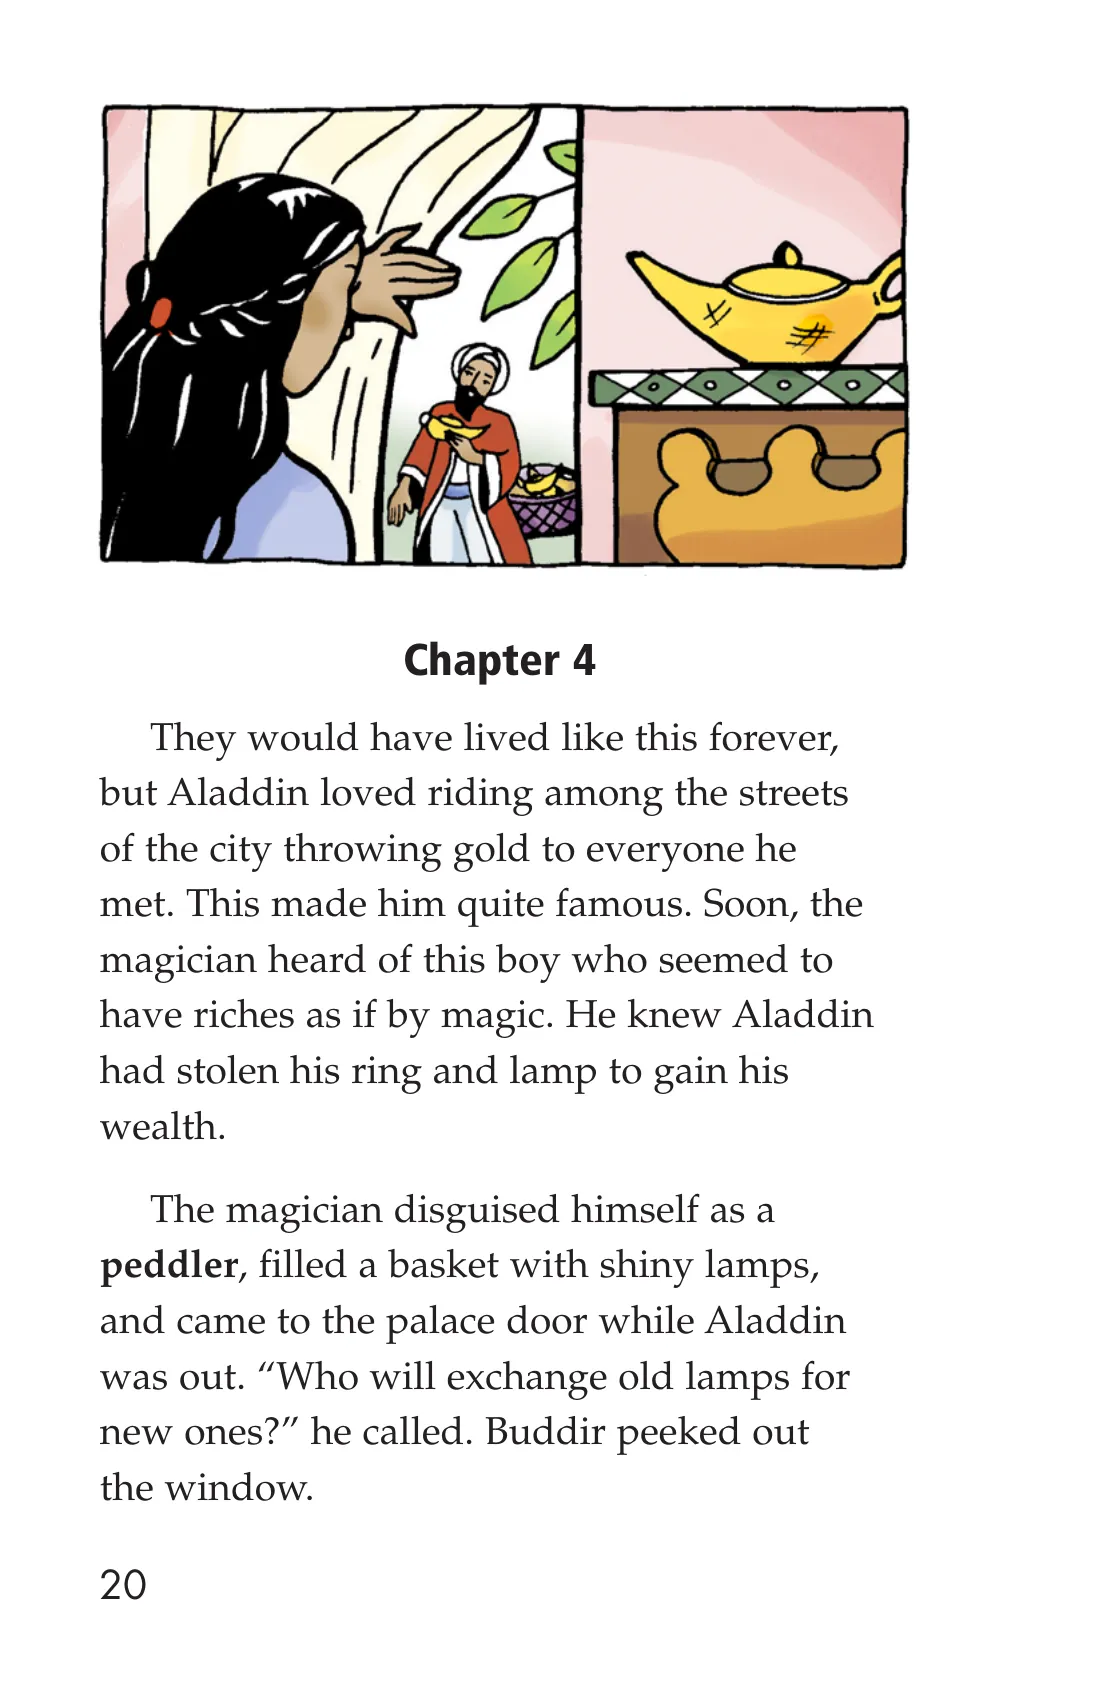 Chapter 4
They would have lived like this forever,
but Aladdin loved riding among the streets
of the city throwing gold to everyone he
met. This made him quite famous. Soon, the
magician heard of this boy who seemed to
have riches as if by magic. He knew Aladdin
had stolen his ring and lamp to gain his
wealth.
The magician disguised himself as a
peddler, filled a basket with shiny lamps,
and came to the palace door while Aladdin
was out. “Who will exchange old lamps for
new ones?” he called. Buddir peeked out
the window.
20